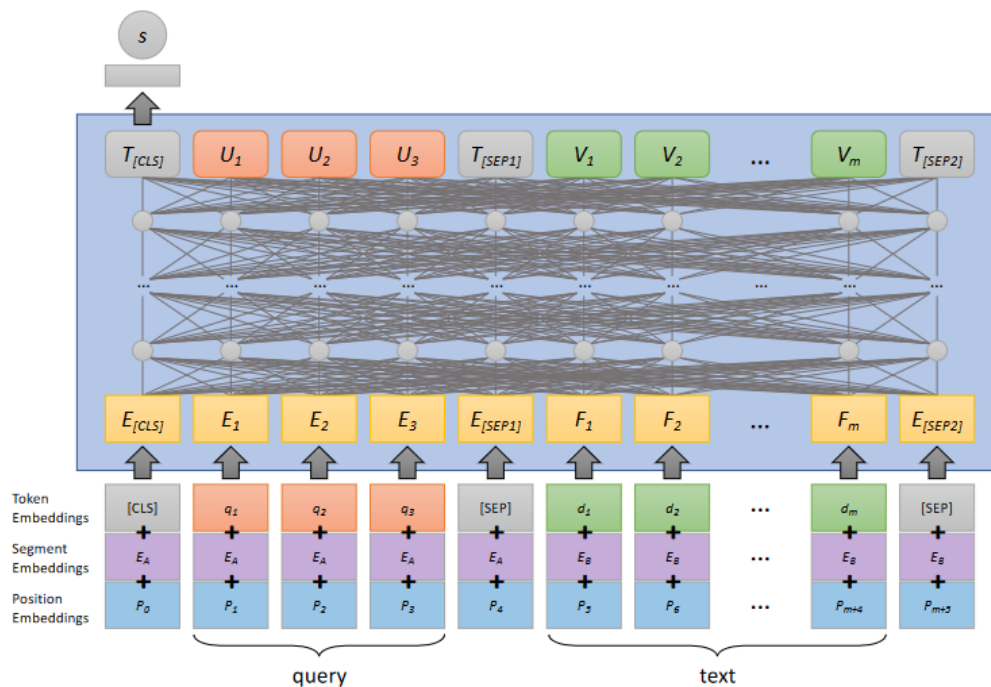 s
T[CLS] U1 U2 U3 T[SEP1] V1 V2 ... Vm T[SEP2]
... ... ... ... ... ... ... ... ... ...
E[CLS] E1 E2 E3 E[SEP1] F1 F2 ... Fm E[SEP2]
Token
Embeddings
[CLS] q1 q2 q3 [SEP] d1 d2 ... dm [SEP]
+ + + + + + + + +
Segment
Embeddings
EA EA EA EA EA EB EB ... EB EB
+ + + + + + + + +
Position
Embeddings
P0 P1 P2 P3 P4 P5 P6 ... Pm+4 Pm+5
query text